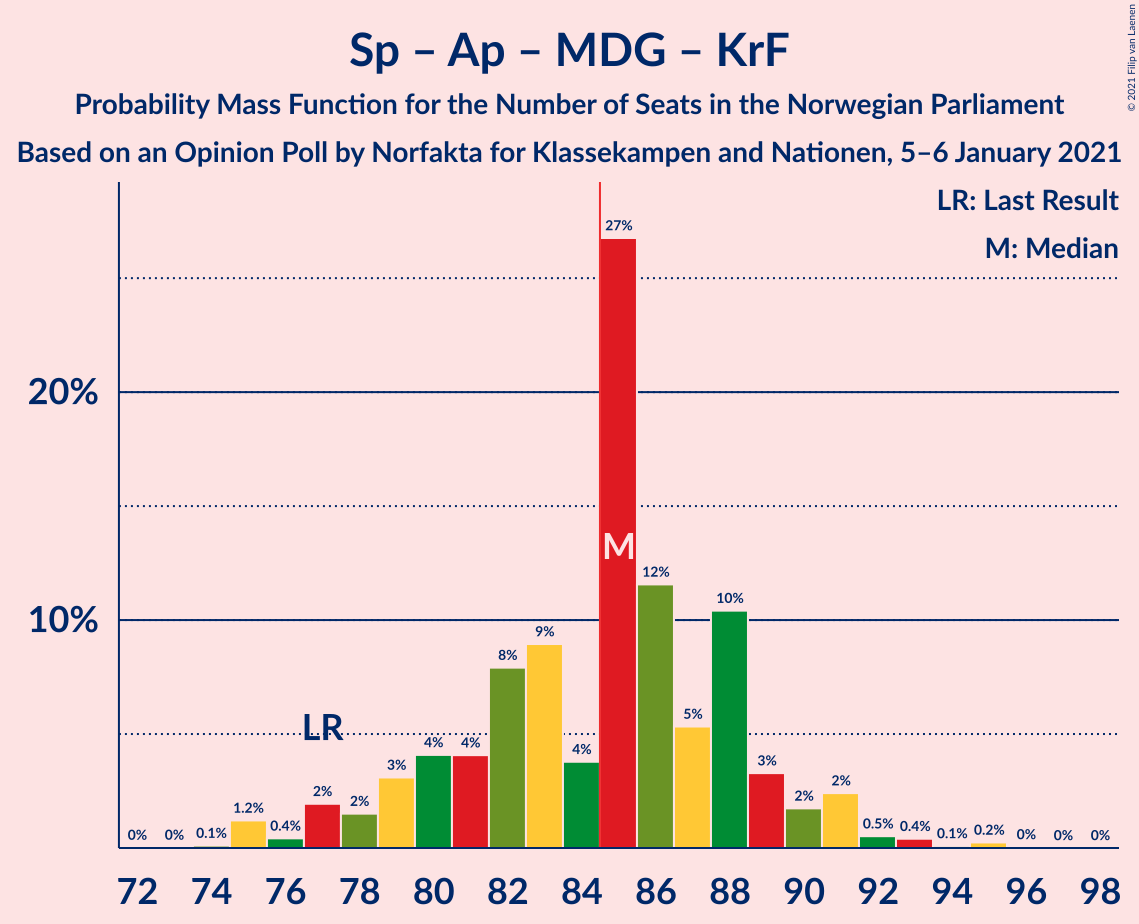 Sp – Ap – MDG – KrF
Probability Mass Function for the Number of Seats in the Norwegian Parliament
Based on an Opinion Poll by Norfakta for Klassekampen and Nationen, 5–6 January 2021
© 2021 Filip van Laenen
LR: Last Result
M: Median
20%
10%
LR
M
0% 0% 0.1% 1.2% 0.4% 2% 2% 3% 4% 4% 8% 9% 4% 27% 12% 5% 10% 3% 2% 2% 0.5% 0.4% 0.1% 0.2% 0% 0% 0%
72 74 76 78 80 82 84 86 88 90 92 94 96 98